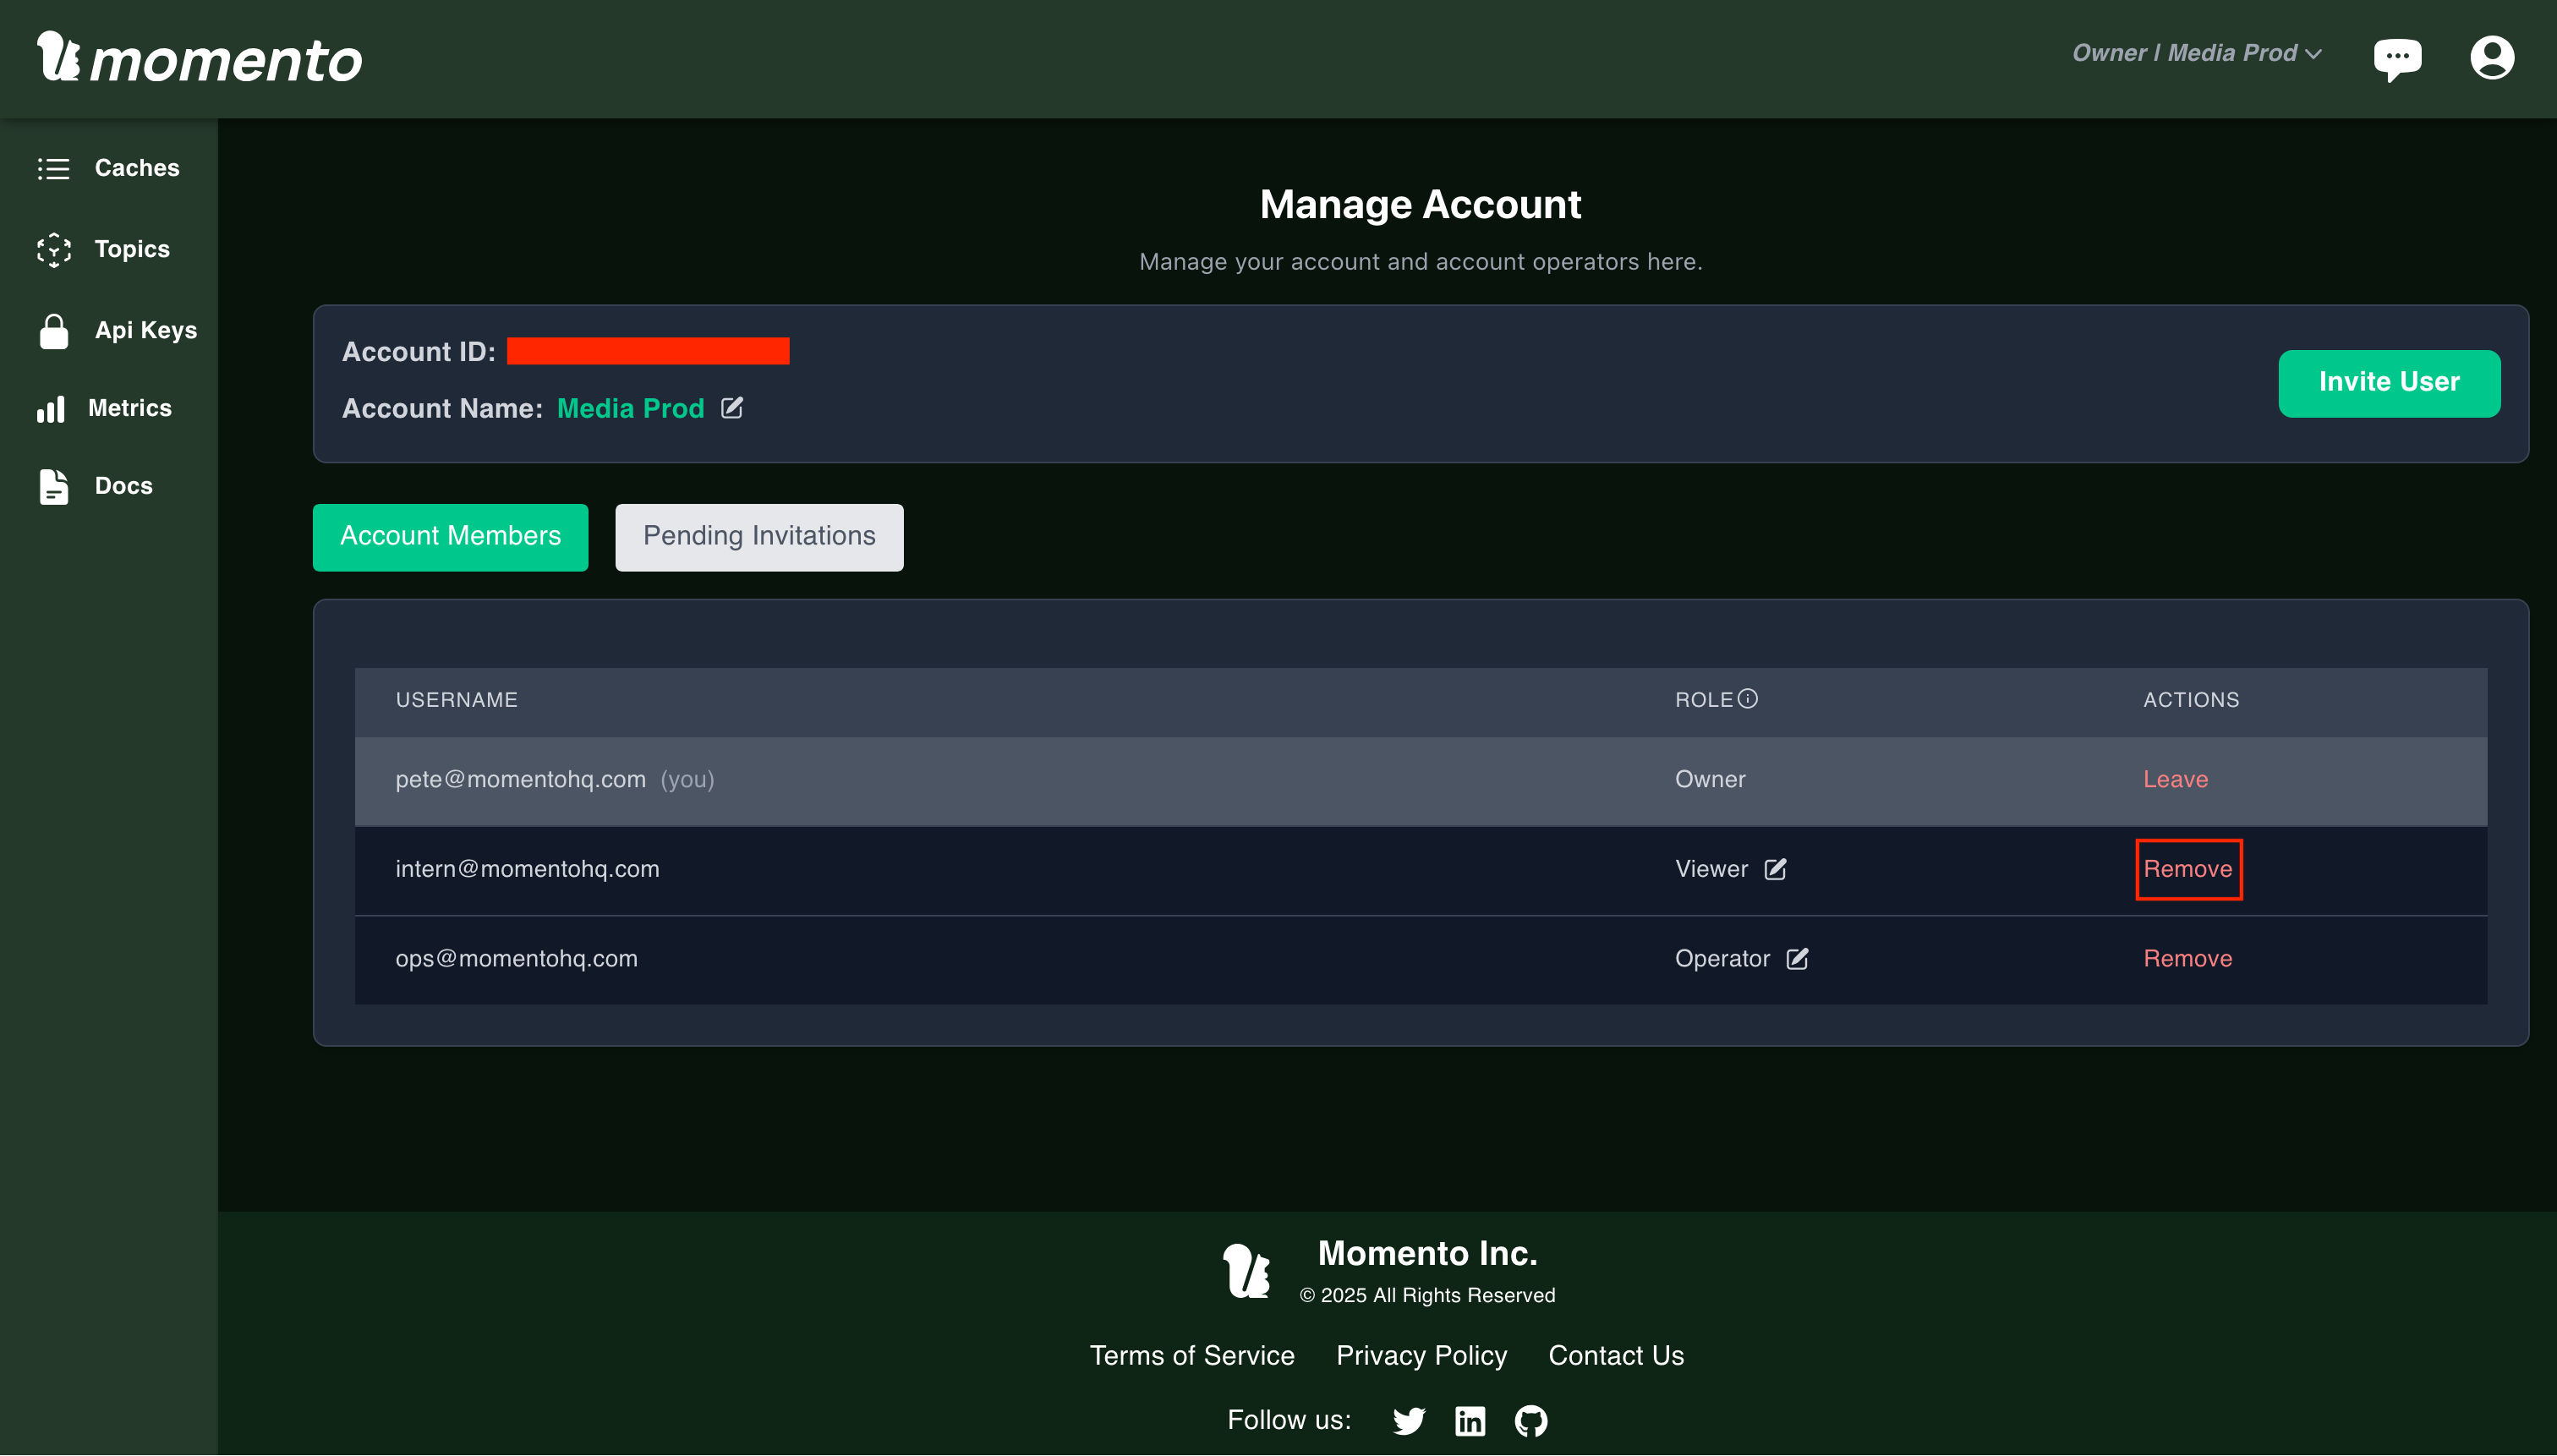 momento
Owner | Media Prod
Caches
Topics
Api Keys
Metrics
Docs
Manage Account
Manage your account and account operators here.
Account ID:
Account Name: Media Prod
Invite User
Account Members
Pending Invitations
USERNAME ROLE ACTIONS
pete@momentohq.com (you) Owner Leave
intern@momentohq.com Viewer Remove
ops@momentohq.com Operator Remove
Momento Inc.
© 2025 All Rights Reserved
Terms of Service Privacy Policy Contact Us
Follow us: